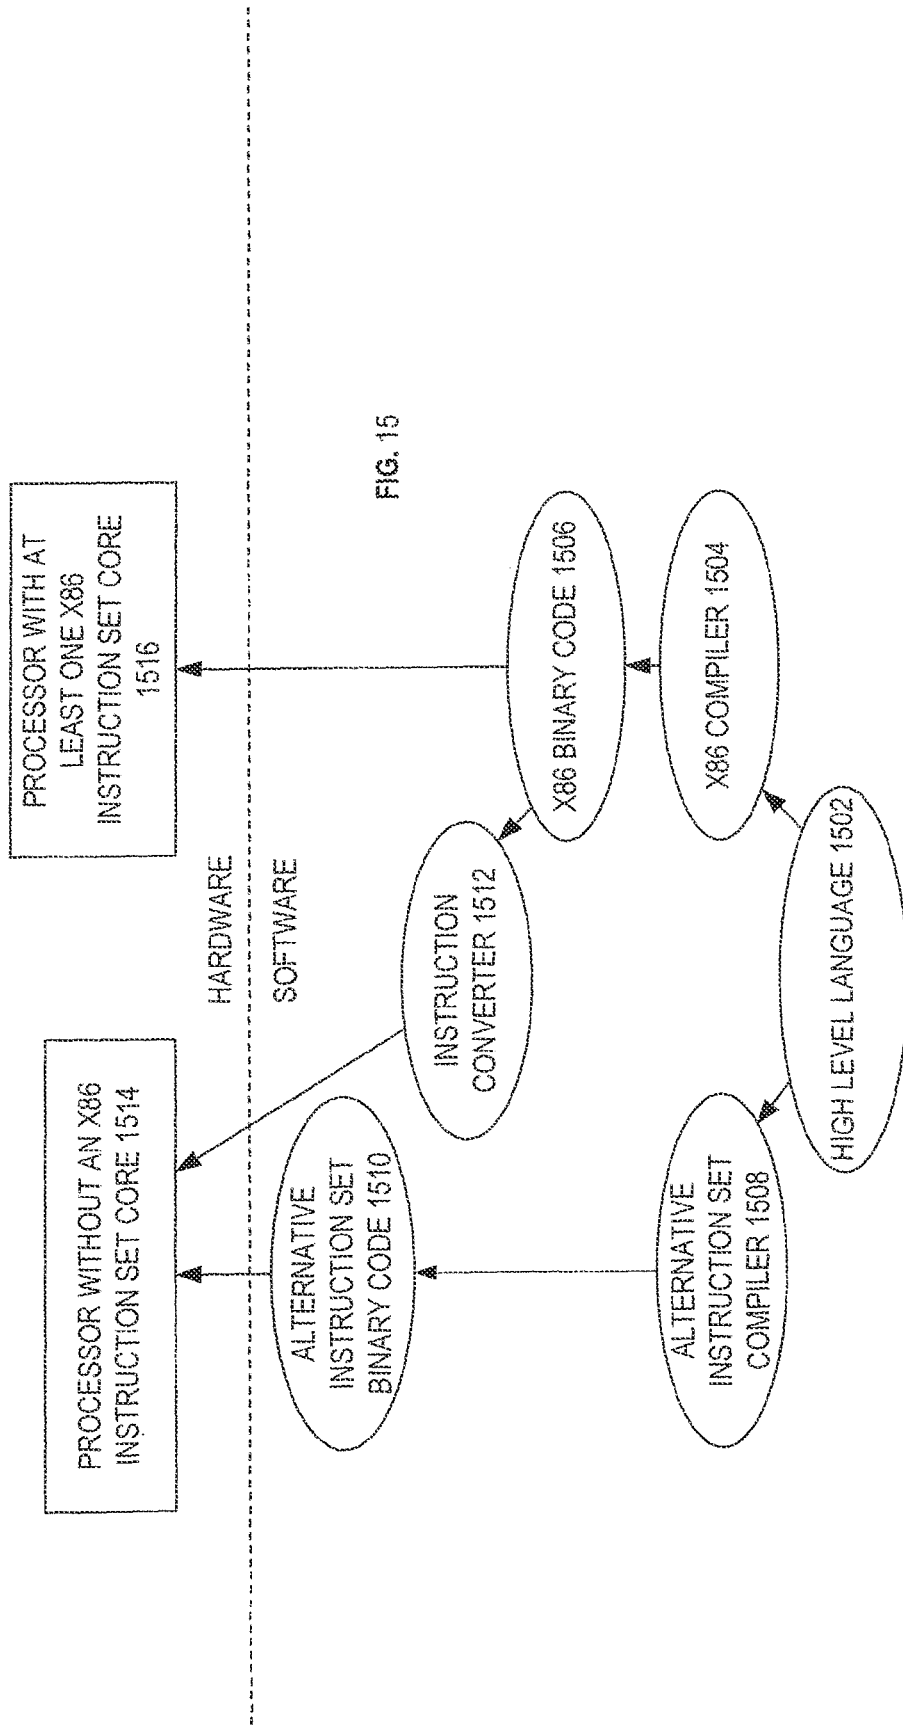 PROCESSOR WITHOUT AN X86
INSTRUCTION SET CORE 1514
PROCESSOR WITH AT
LEAST ONE X86
INSTRUCTION SET CORE
1516
HARDWARE
SOFTWARE
ALTERNATIVE
INSTRUCTION SET
BINARY CODE 1510
INSTRUCTION
CONVERTER 1512
FIG. 15
X86 BINARY CODE 1506
ALTERNATIVE
INSTRUCTION SET
COMPILER 1508
X86 COMPILER 1504
HIGH LEVEL LANGUAGE 1502